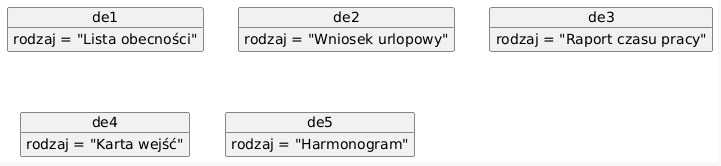 de1
rodzaj = "Lista obecności"
de2
rodzaj = "Wniosek urlopowy"
de3
rodzaj = "Raport czasu pracy"
de4
rodzaj = "Karta wejść"
de5
rodzaj = "Harmonogram"